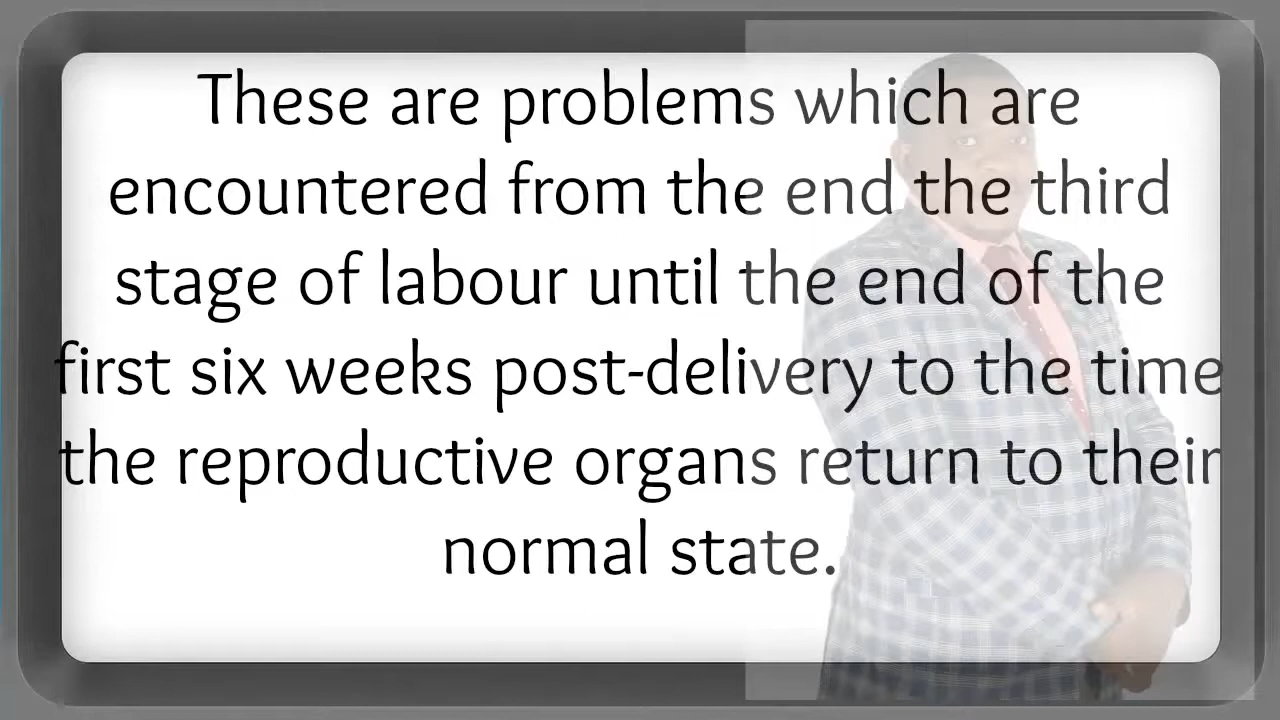 These are problems which are
encountered from the end the third
stage of labour until the end of the
first six weeks post-delivery to the time
the reproductive organs return to their
normal state.